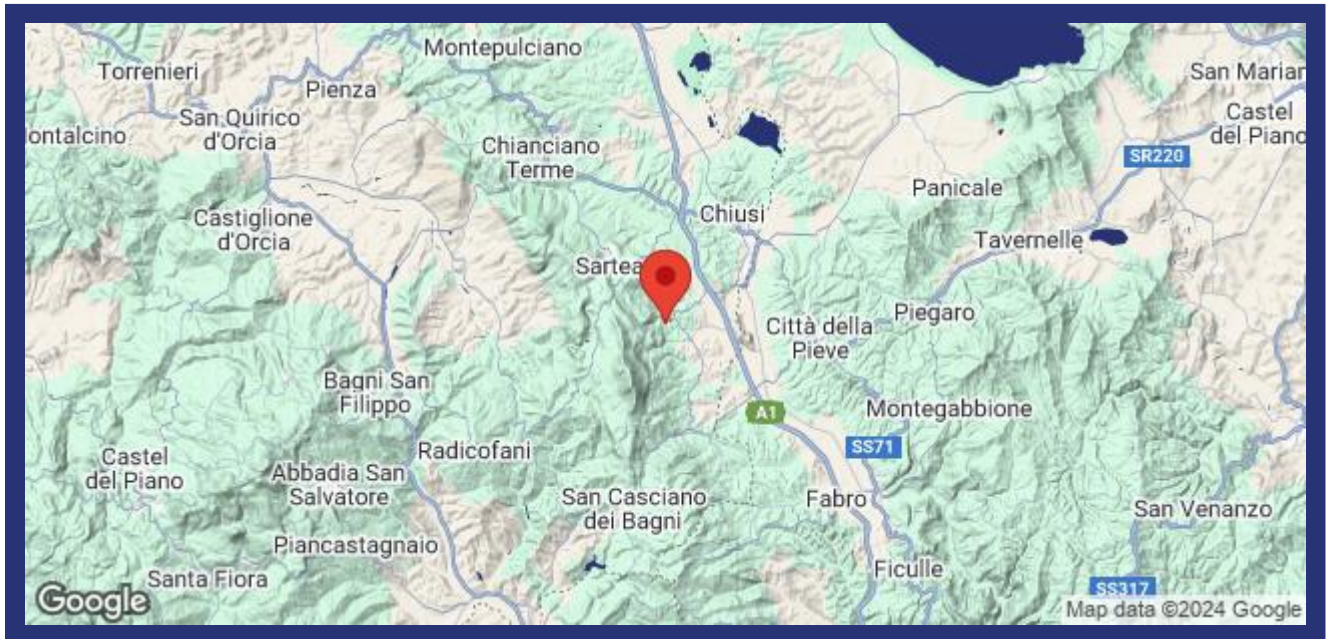 Montepulciano
Torrenieri
Pienza
San Marian
San Quirico
d'Orcia
ontalcino
Castel
del Piano
Chianciano
Terme
SR220
Panicale
Chiusi
Castiglione
d'Orcia
Tavernelle
Sartea
Piegaro
Città della
Pieve
Bagni San
Filippo
A1
Montegabbione
SS71
Radicofani
Castel
del Piano
Abbadia San
Salvatore
San Casciano
dei Bagni
Fabro
San Venanzo
Piancastagnaio
Santa Fiora
Ficulle
SS317
Google
Map data ©2024 Google